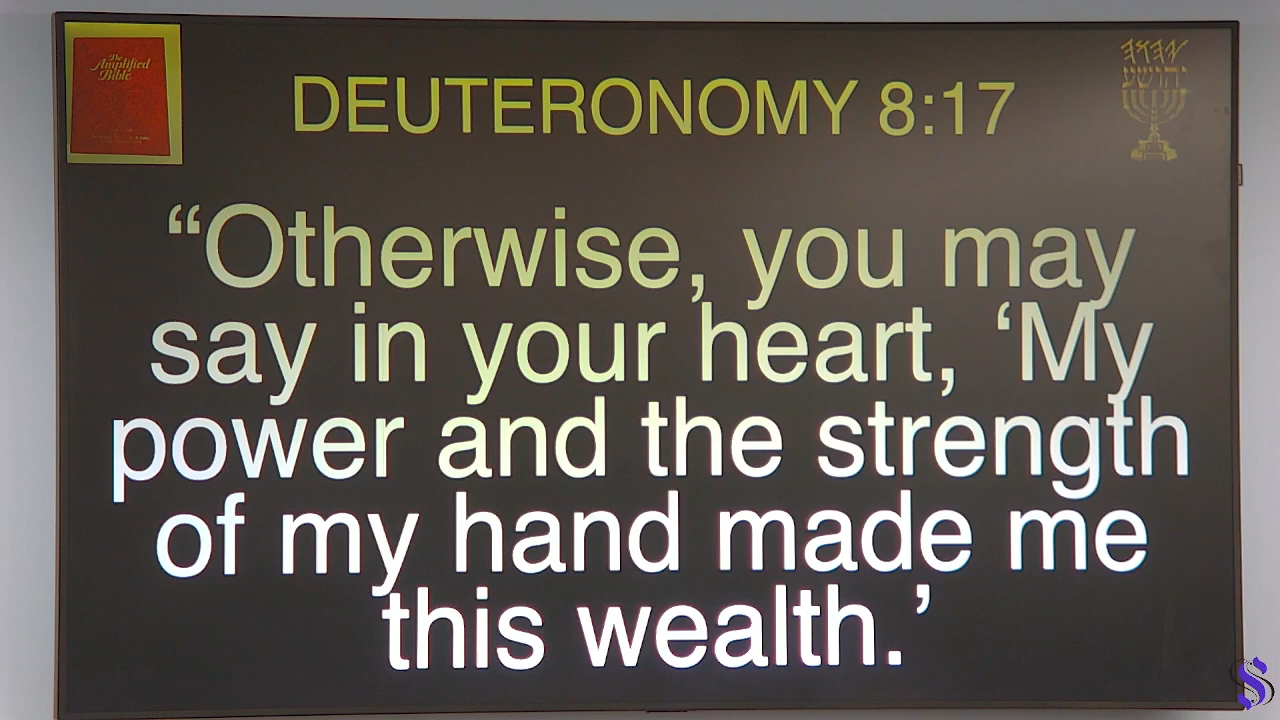 The
Amplified
Bible
DEUTERONOMY 8:17
“Otherwise, you may
say in your heart, ‘My
power and the strength
of my hand made me
this wealth.’